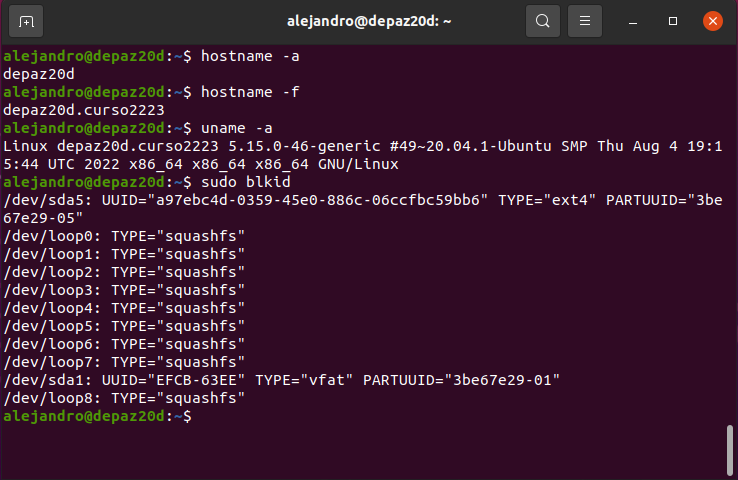 alejandro@depaz20d: ~
alejandro@depaz20d:~$ hostname -a
depaz20d
alejandro@depaz20d:~$ hostname -f
depaz20d.curso2223
alejandro@depaz20d:~$ uname -a
Linux depaz20d.curso2223 5.15.0-46-generic #49~20.04.1-Ubuntu SMP Thu Aug 4 19:1
5:44 UTC 2022 x86_64 x86_64 x86_64 GNU/Linux
alejandro@depaz20d:~$ sudo blkid
/dev/sda5: UUID="a97ebc4d-0359-45e0-886c-06ccfbc59bb6" TYPE="ext4" PARTUUID="3be
67e29-05"
/dev/loop0: TYPE="squashfs"
/dev/loop1: TYPE="squashfs"
/dev/loop2: TYPE="squashfs"
/dev/loop3: TYPE="squashfs"
/dev/loop4: TYPE="squashfs"
/dev/loop5: TYPE="squashfs"
/dev/loop6: TYPE="squashfs"
/dev/loop7: TYPE="squashfs"
/dev/sda1: UUID="EFCB-63EE" TYPE="vfat" PARTUUID="3be67e29-01"
/dev/loop8: TYPE="squashfs"
alejandro@depaz20d:~$